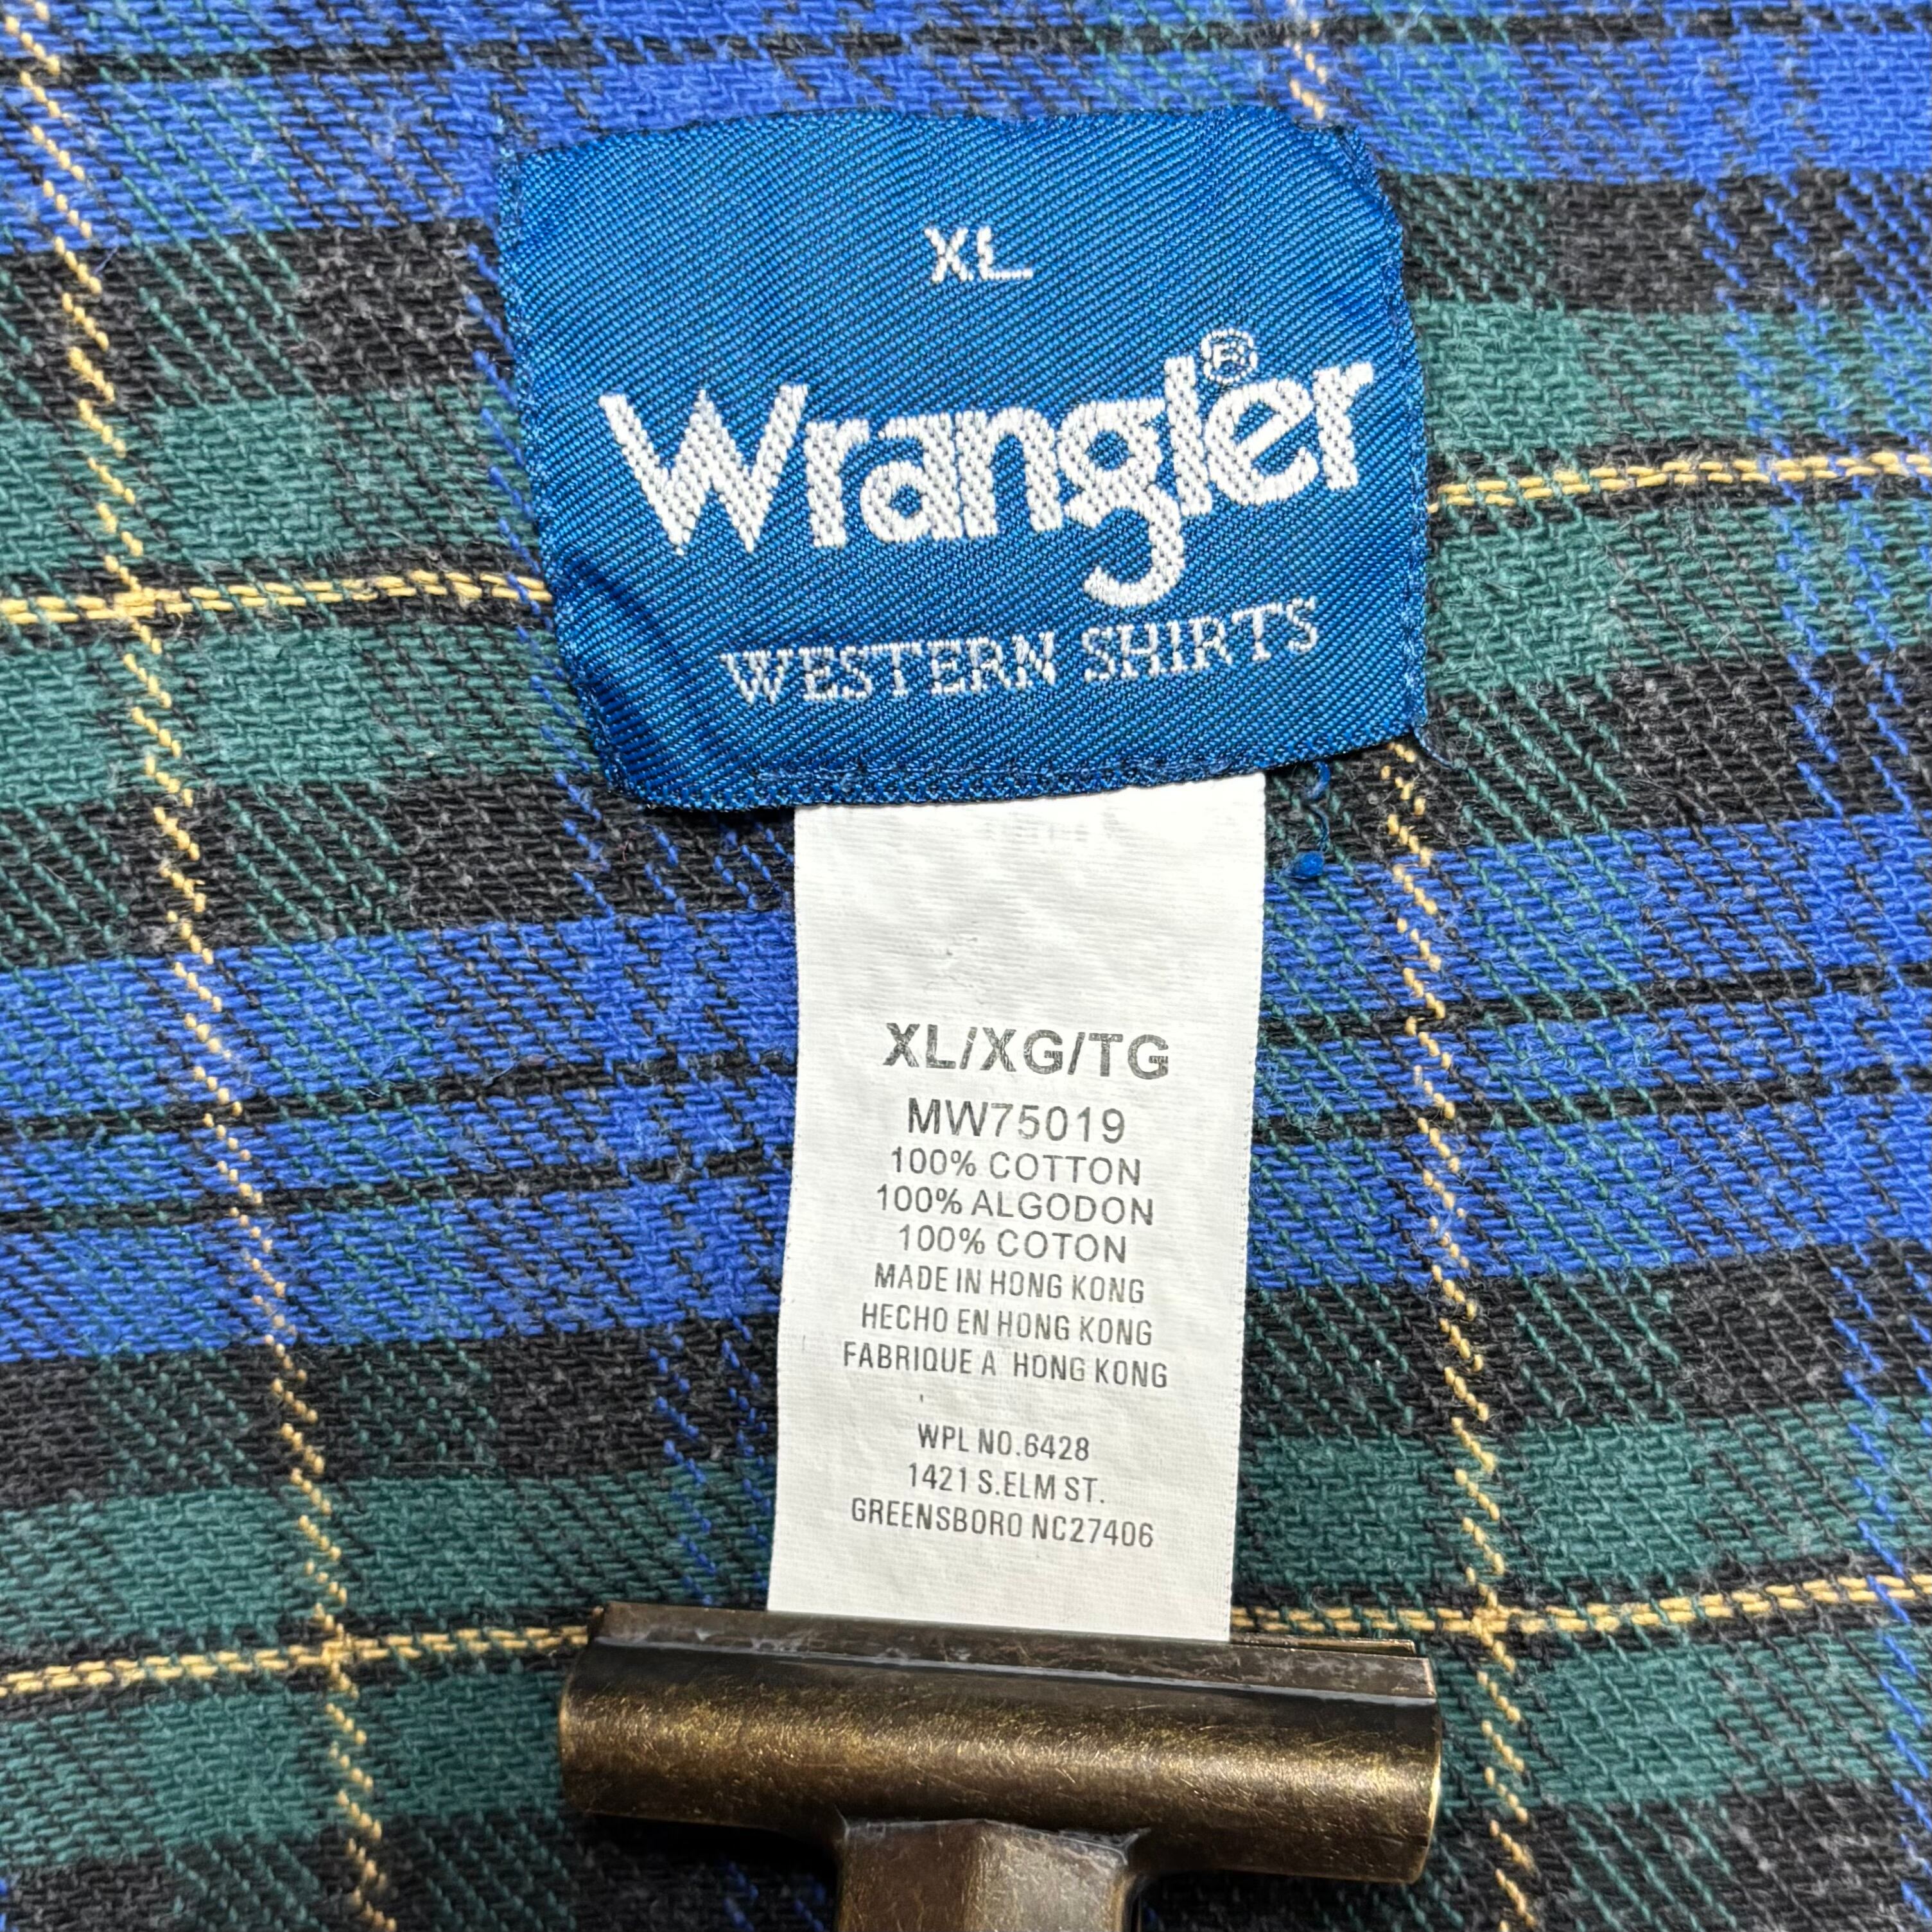 XL
Wrangler®
WESTERN SHIRTS
XL/XG/TG
MW75019
100% COTTON
100% ALGODON
100% COTON
MADE IN HONG KONG
HECHO EN HONG KONG
FABRIQUE A HONG KONG
WPL NO.6428
1421 S.ELM ST.
GREENSBORO NC27406